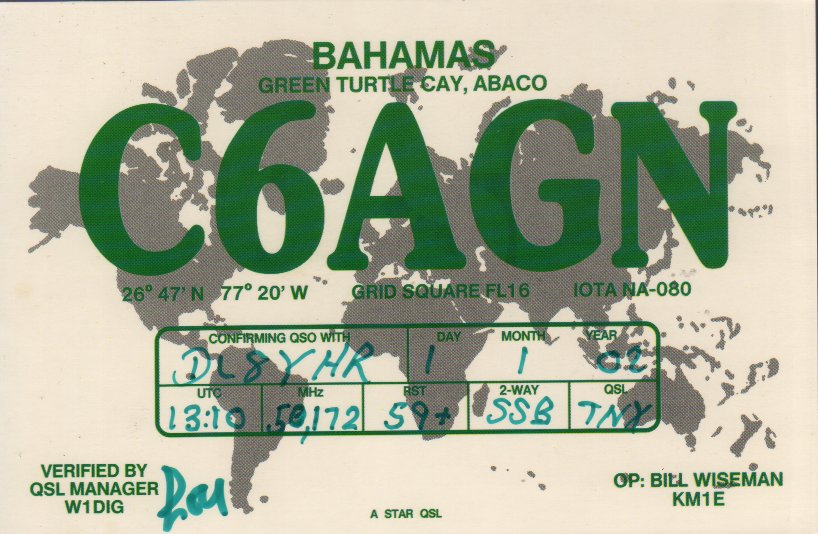 BAHAMAS
GREEN TURTLE CAY, ABACO
C6AGN
26° 47' N 77° 20' W GRID SQUARE FL16 IOTA NA-080
CONFIRMING QSO WITH DAY MONTH YEAR
DL8YHR 1 1 02
UTC MHz RST 2-WAY QSL
13:10 50,172 59+ SSB TNX
VERIFIED BY
QSL MANAGER
W1DIG
OP: BILL WISEMAN
KM1E
A STAR QSL